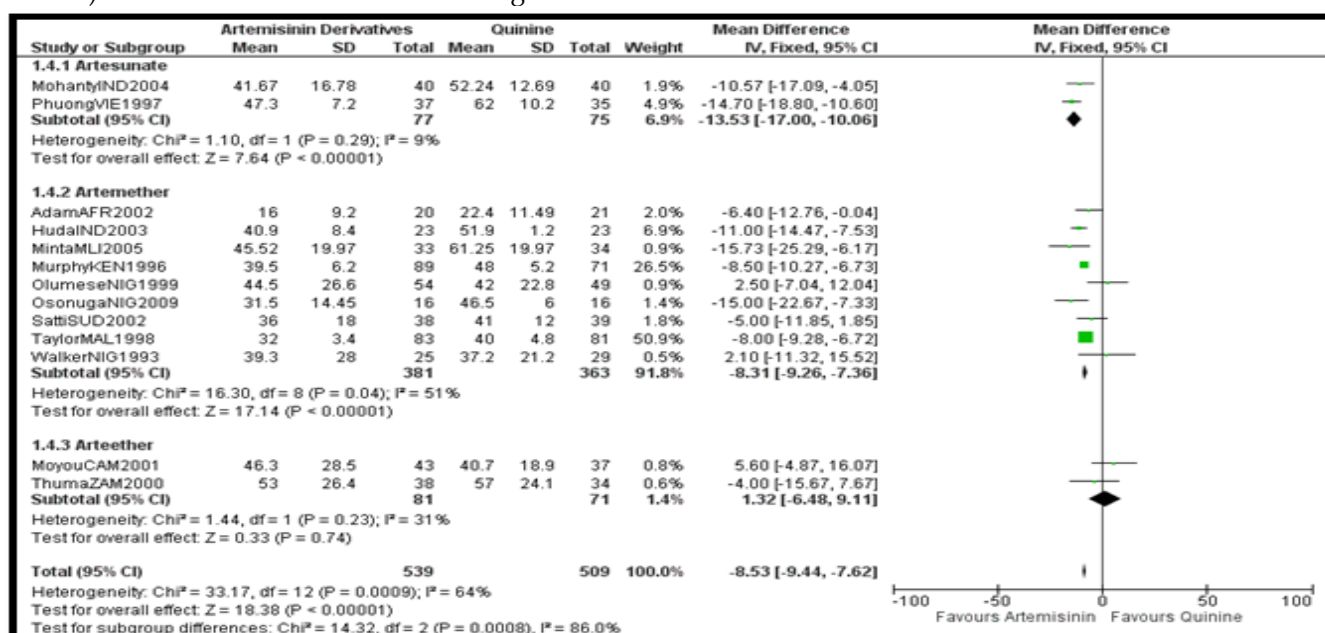 Artemisinin Derivatives Quinine Mean Difference Mean Difference
Study or Subgroup Mean SD Total Mean SD Total Weight IV, Fixed, 95% CI IV, Fixed, 95% CI
1.4.1 Artesunate
MohantyIND2004 41.67 16.78 40 52.24 12.69 40 1.9% -10.57 [-17.09, -4.05]
PhuongVIE1997 47.3 7.2 37 62 10.2 35 4.9% -14.70 [-18.80, -10.60]
Subtotal (95% CI) 77 75 6.9% -13.53 [-17.00, -10.06]
Heterogeneity: Chi² = 1.10, df = 1 (P = 0.29); I² = 9%
Test for overall effect: Z = 7.64 (P < 0.00001)
1.4.2 Artemether
AdamAFR2002 16 9.2 20 22.4 11.49 21 2.0% -6.40 [-12.76, -0.04]
HudaIND2003 40.9 8.4 23 51.9 1.2 23 6.9% -11.00 [-14.47, -7.53]
MintaMLI2005 45.52 19.97 33 61.25 19.97 34 0.9% -15.73 [-25.29, -6.17]
MurphyKEN1996 39.5 6.2 89 48 5.2 71 26.5% -8.50 [-10.27, -6.73]
OlumeseNIG1999 44.5 26.6 54 42 22.8 49 0.9% 2.50 [-7.04, 12.04]
OsonugaNIG2009 31.5 14.45 16 46.5 6 16 1.4% -15.00 [-22.67, -7.33]
SattiSUD2002 36 18 38 41 12 39 1.8% -5.00 [-11.85, 1.85]
TaylorMAL1998 32 3.4 83 40 4.8 81 50.9% -8.00 [-9.28, -6.72]
WalkerNIG1993 39.3 28 25 37.2 21.2 29 0.5% 2.10 [-11.32, 15.52]
Subtotal (95% CI) 381 363 91.8% -8.31 [-9.26, -7.36]
Heterogeneity: Chi² = 16.30, df = 8 (P = 0.04); I² = 51%
Test for overall effect: Z = 17.14 (P < 0.00001)
1.4.3 Arteether
MoyouCAM2001 46.3 28.5 43 40.7 18.9 37 0.8% 5.60 [-4.87, 16.07]
ThumaZAM2000 53 26.4 38 57 24.1 34 0.6% -4.00 [-15.67, 7.67]
Subtotal (95% CI) 81 71 1.4% 1.32 [-6.48, 9.11]
Heterogeneity: Chi² = 1.44, df = 1 (P = 0.23); I² = 31%
Test for overall effect: Z = 0.33 (P = 0.74)
Total (95% CI) 539 509 100.0% -8.53 [-9.44, -7.62]
Heterogeneity: Chi² = 33.17, df = 12 (P = 0.0009); I² = 64%
Test for overall effect: Z = 18.38 (P < 0.00001)
Test for subgroup differences: Chi² = 14.32, df = 2 (P = 0.0008), I² = 86.0%
-100 -50 0 50 100
Favours Artemisinin Favours Quinine